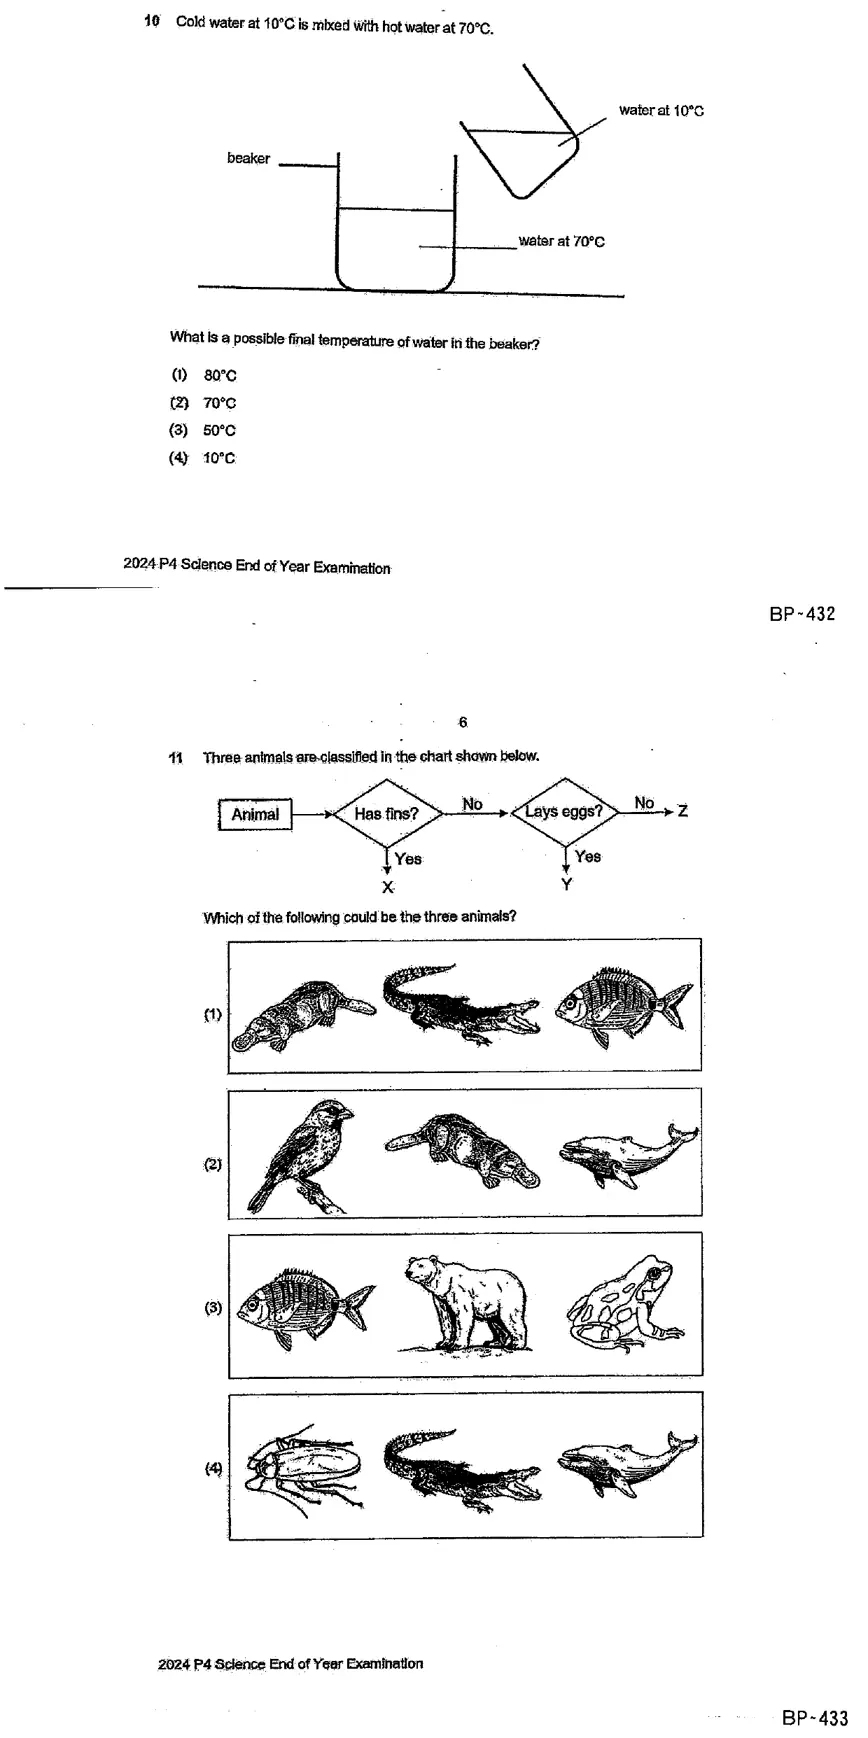 10 Cold water at 10°C is mixed with hot water at 70°C.
water at 10°C
beaker
water at 70°C
What is a possible final temperature of water in the beaker?
(1) 80°C
(2) 70°C
(3) 50°C
(4) 10°C
2024 P4 Science End of Year Examination
BP-432
6
11 Three animals are classified in the chart shown below.
Animal Has fins? No Lays eggs? No Z
Yes Yes
X Y
Which of the following could be the three animals?
(1)
(2)
(3)
(4)
2024 P4 Science End of Year Examination
BP-433